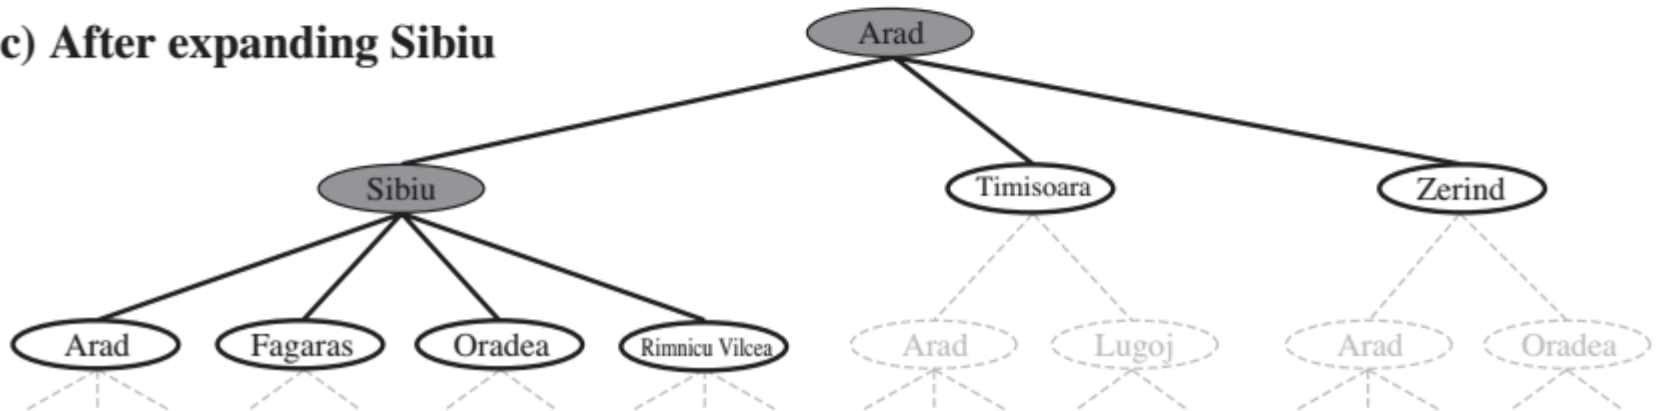 c) After expanding Sibiu
Arad
Sibiu
Timisoara
Zerind
Arad
Fagaras
Oradea
Rimnicu Vilcea
Arad
Lugoj
Arad
Oradea